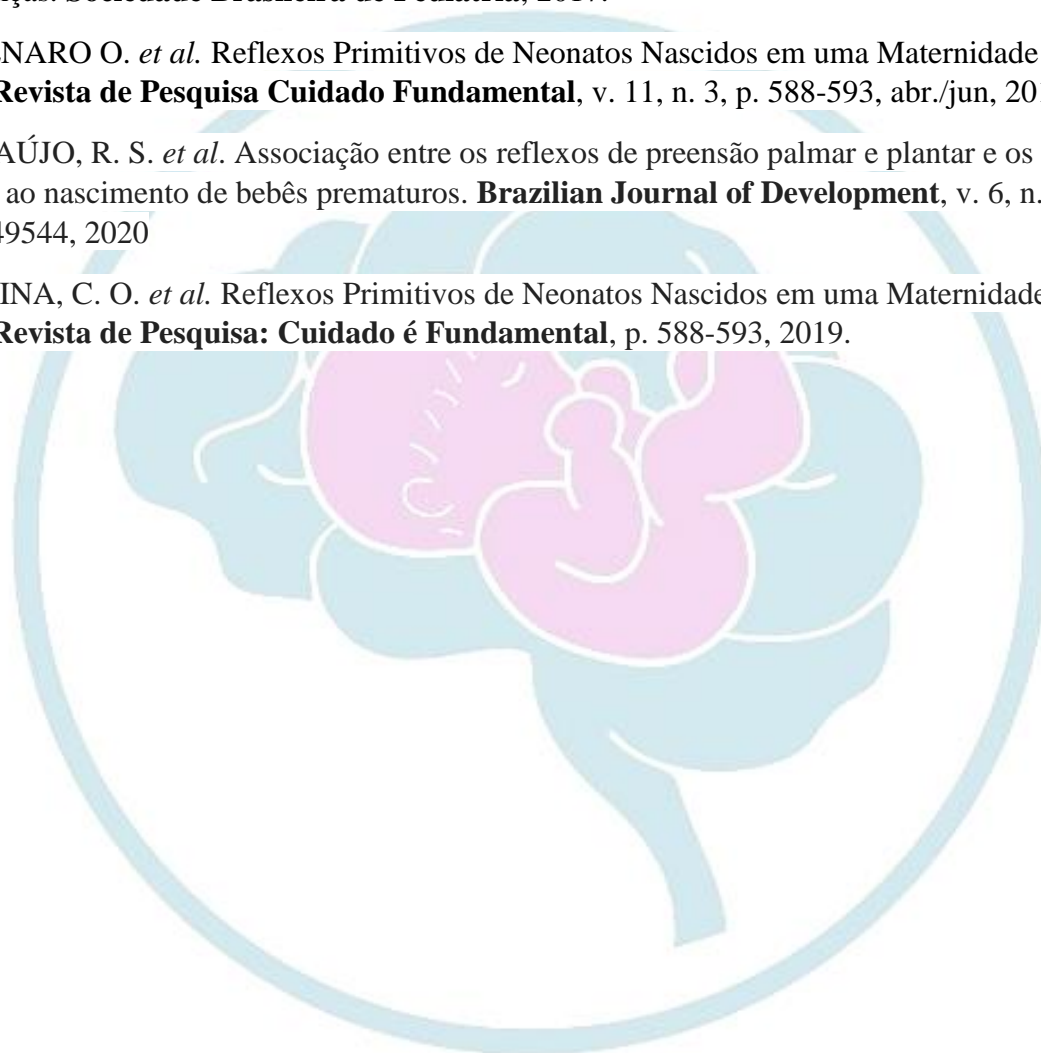 Sociedade Brasileira de Pediatria, 2017.
NARO O. et al. Reflexos Primitivos de Neonatos Nascidos em uma Maternidade
Revista de Pesquisa Cuidado Fundamental, v. 11, n. 3, p. 588-593, abr./jun, 201
AÚJO, R. S. et al. Associação entre os reflexos de preensão palmar e plantar e os
ao nascimento de bebês prematuros. Brazilian Journal of Development, v. 6, n.
49544, 2020
INA, C. O. et al. Reflexos Primitivos de Neonatos Nascidos em uma Maternidade
Revista de Pesquisa: Cuidado é Fundamental, p. 588-593, 2019.